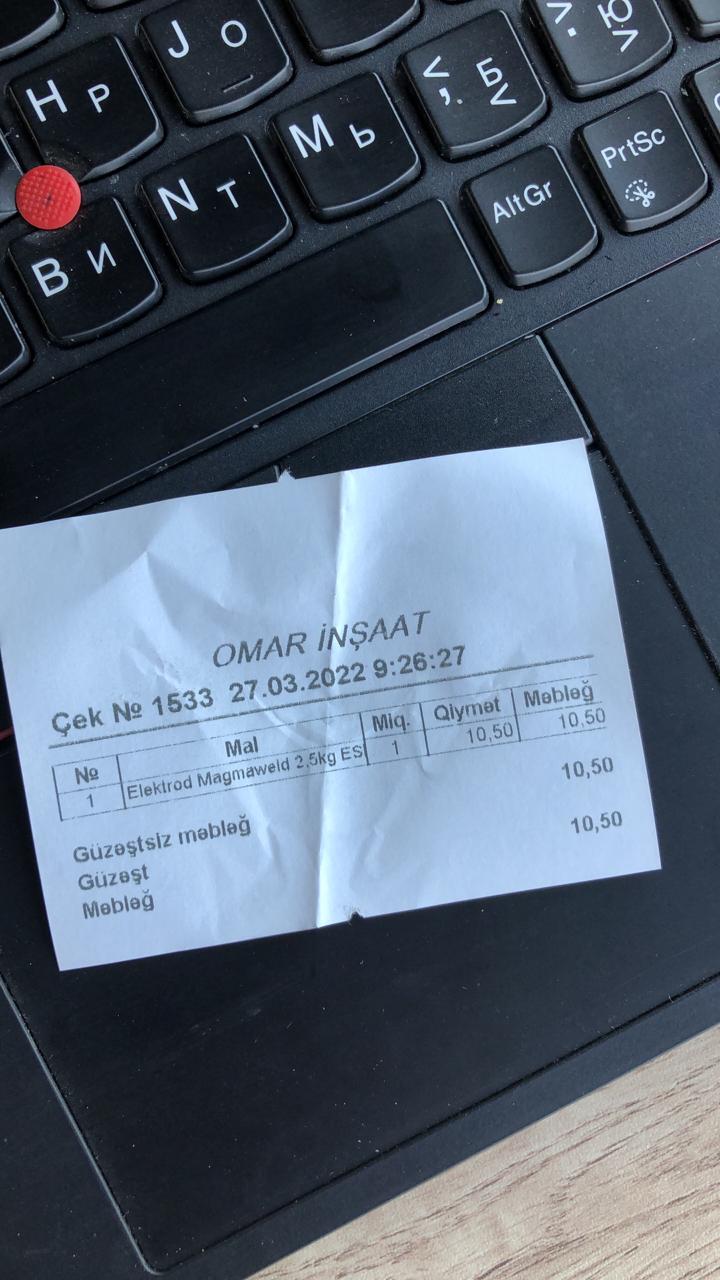 J О
H Р
< Б
, . <
> Ю
. >
M Ь
PrtSc
N Т
AltGr
B И
OMAR İNŞAAT
Çek № 1533 27.03.2022 9:26:27
№ Mal Miq. Qiymət Məbləğ
1 Elektrod Magmaweld 2,5kg ES 1 10,50 10,50
Güzəştsiz məbləğ 10,50
Güzəşt
Məbləğ 10,50